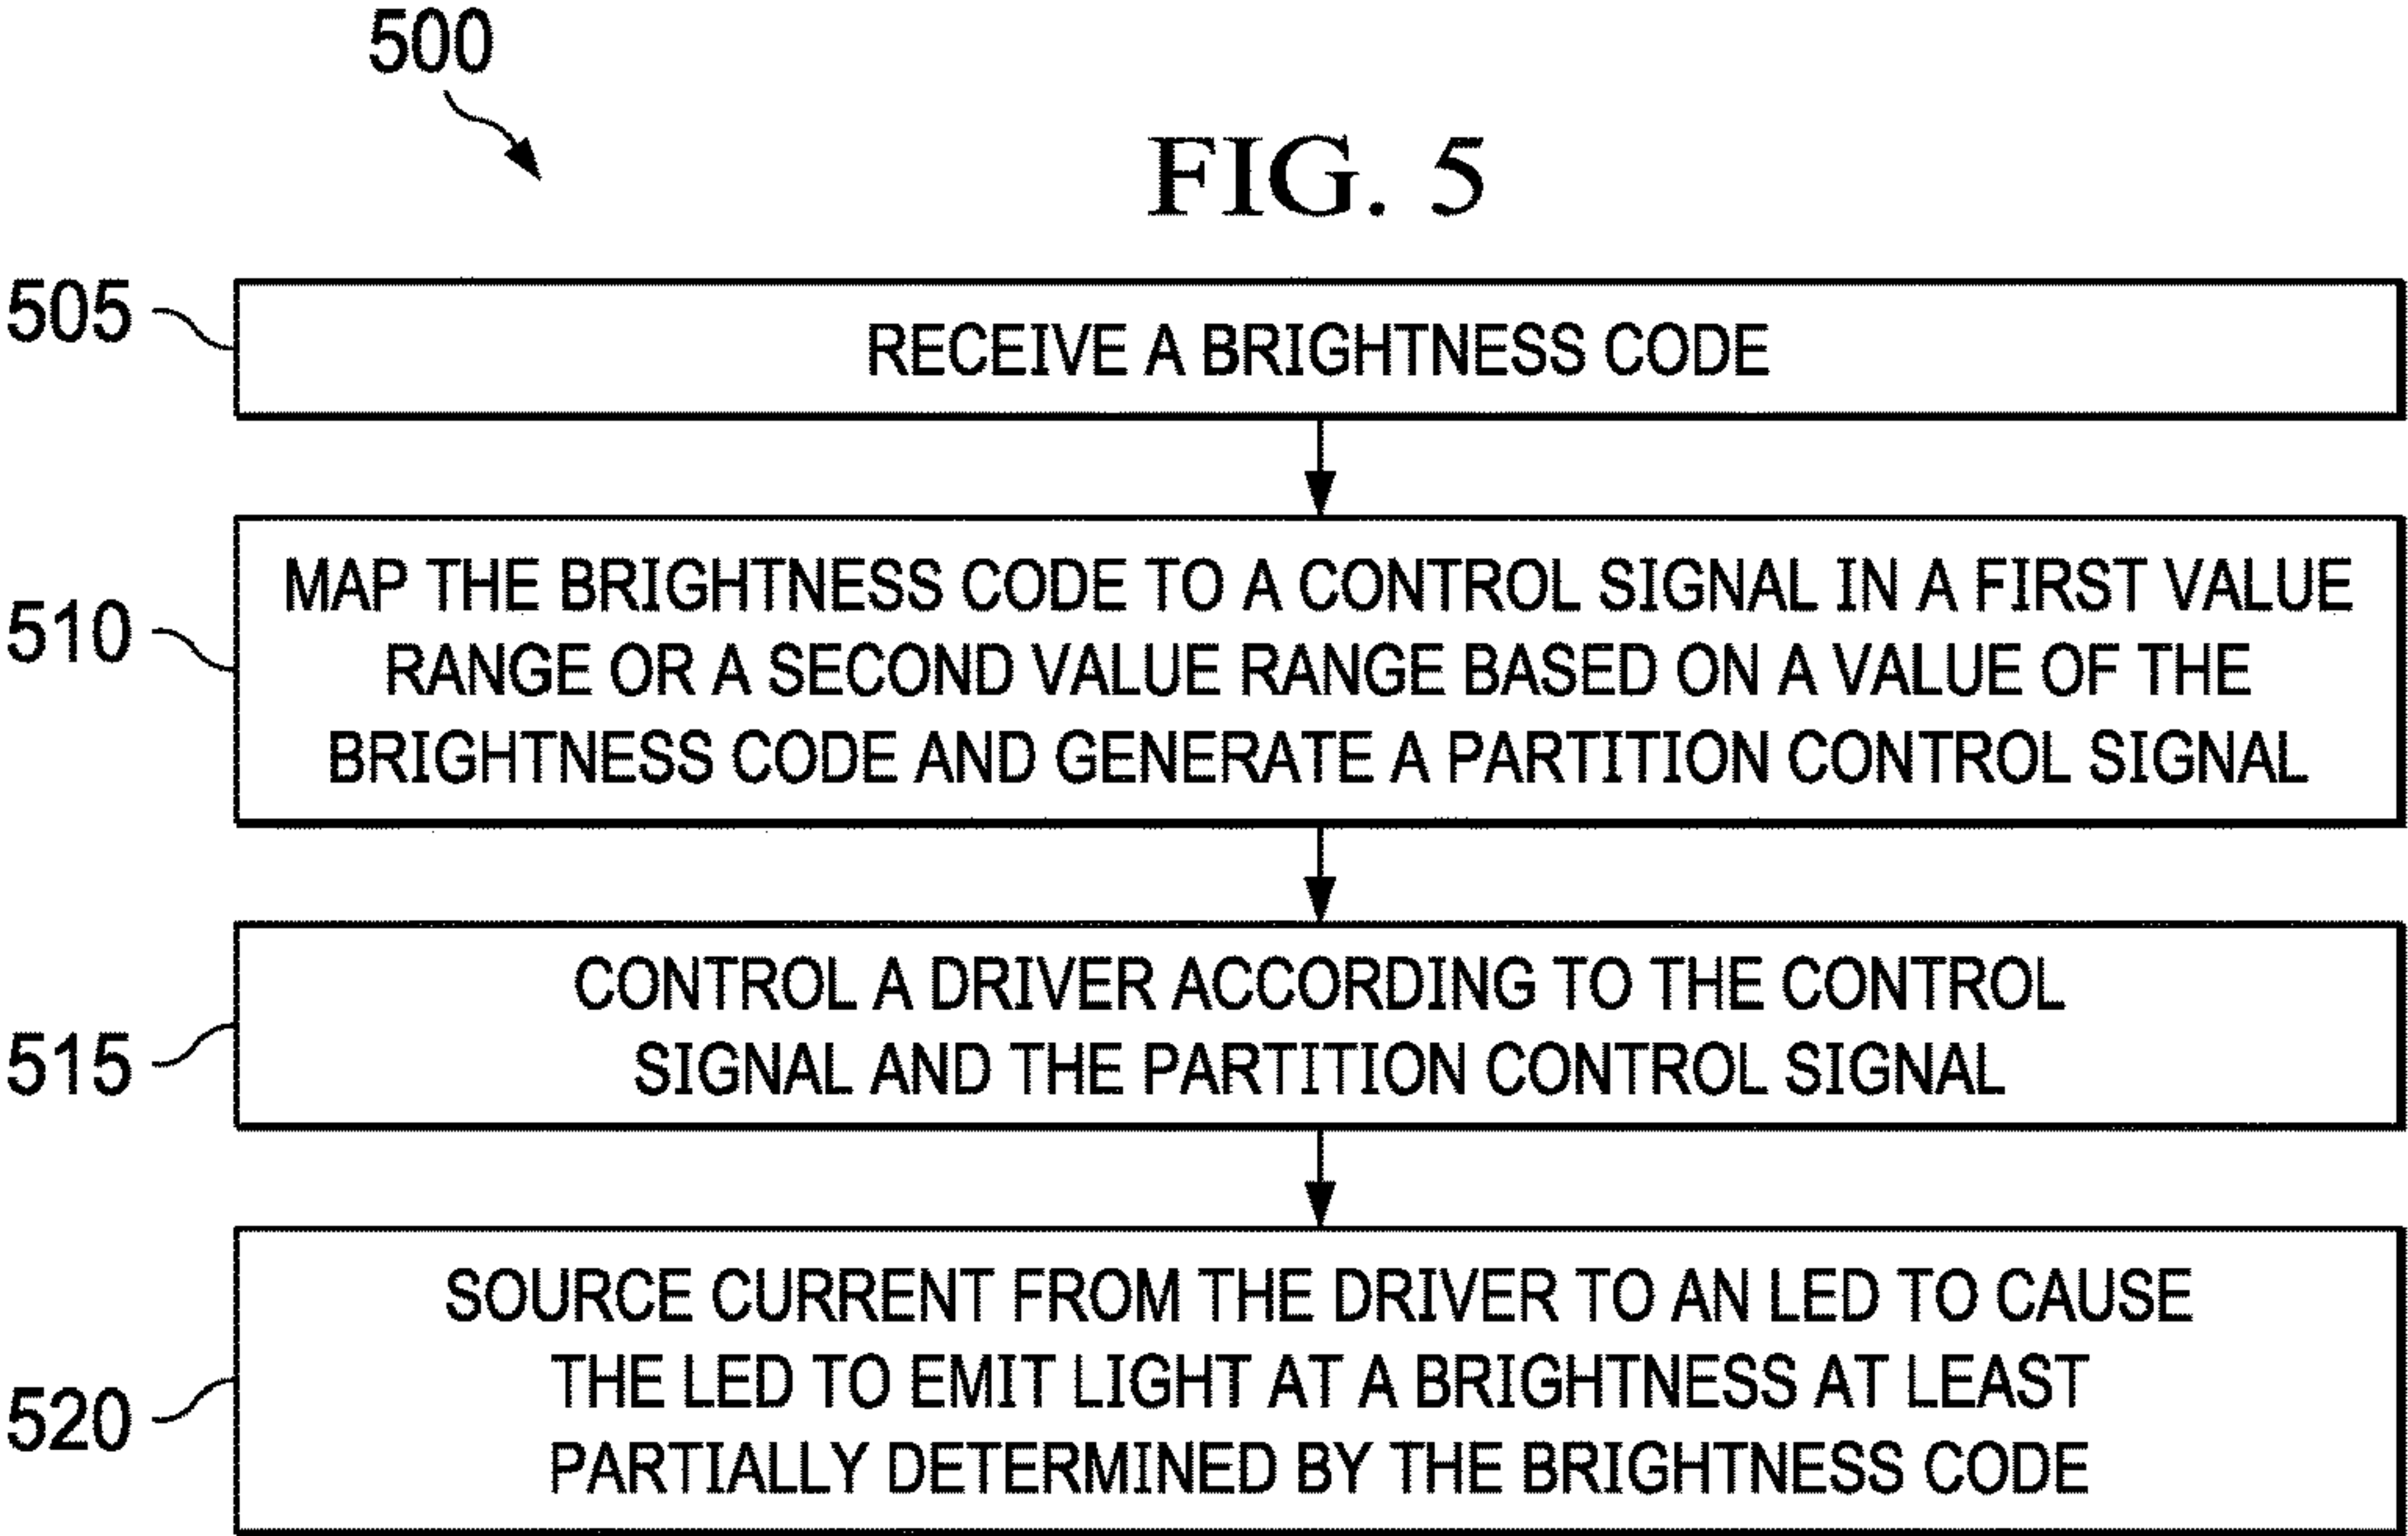 500
FIG. 5
505
RECEIVE A BRIGHTNESS CODE
510
MAP THE BRIGHTNESS CODE TO A CONTROL SIGNAL IN A FIRST VALUE
RANGE OR A SECOND VALUE RANGE BASED ON A VALUE OF THE
BRIGHTNESS CODE AND GENERATE A PARTITION CONTROL SIGNAL
515
CONTROL A DRIVER ACCORDING TO THE CONTROL
SIGNAL AND THE PARTITION CONTROL SIGNAL
520
SOURCE CURRENT FROM THE DRIVER TO AN LED TO CAUSE
THE LED TO EMIT LIGHT AT A BRIGHTNESS AT LEAST
PARTIALLY DETERMINED BY THE BRIGHTNESS CODE